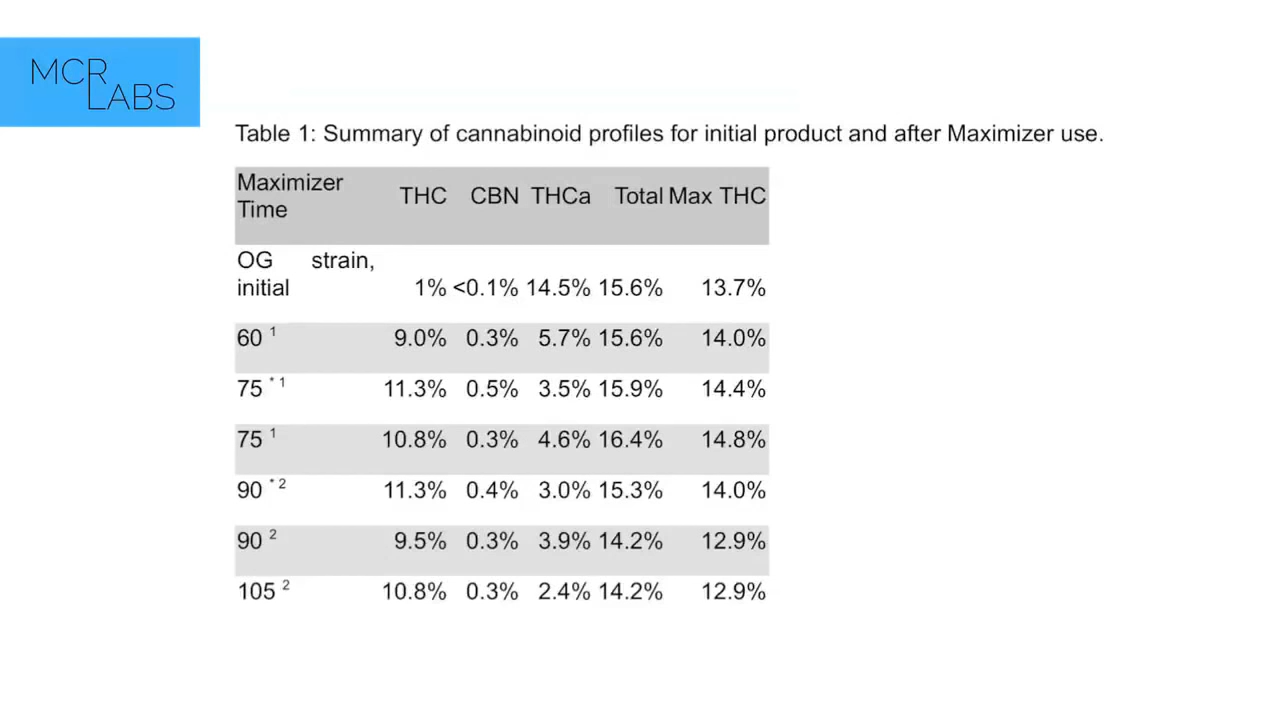 MCR
LABS
Table 1: Summary of cannabinoid profiles for initial product and after Maximizer use.
Maximizer Time THC CBN THCa Total Max THC
OG strain, initial 1% <0.1% 14.5% 15.6% 13.7%
60 1 9.0% 0.3% 5.7% 15.6% 14.0%
75 * 1 11.3% 0.5% 3.5% 15.9% 14.4%
75 1 10.8% 0.3% 4.6% 16.4% 14.8%
90 * 2 11.3% 0.4% 3.0% 15.3% 14.0%
90 2 9.5% 0.3% 3.9% 14.2% 12.9%
105 2 10.8% 0.3% 2.4% 14.2% 12.9%